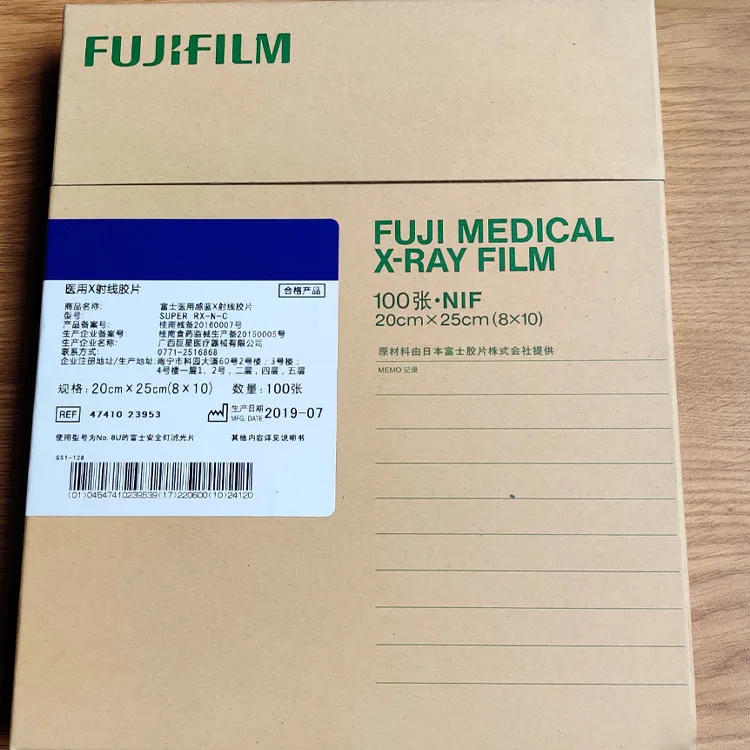 FUJIFILM
FUJI MEDICAL
X-RAY FILM
100张·NIF
20cm×25cm(8×10)
原材料由日本富士胶片株式会社提供
MEMO 记录
医用X射线胶片
合格产品
商品名称: 富士医用感蓝X射线胶片
型号: SUPER RX-N-C
产品备案号: 桂南械备20160007号
生产企业备案号: 桂南食药监械生产备20150005号
生产企业名称: 广西巨星医疗器械有限公司
联系方式: 0771-2516868
企业注册地址/生产地址: 南宁市科园大道60号2号楼; 3号楼;
4号楼一层1, 2号, 二层, 四层, 五层
规格: 20cm×25cm(8×10) 数量: 100张
REF 47410 23953
生产日期 2019-07
MFG. DATE
使用型号为No. 8U的富士安全灯滤光片 其他内容详见说明书
GS1-128
(01)04547410239539(17)220600(10)24120